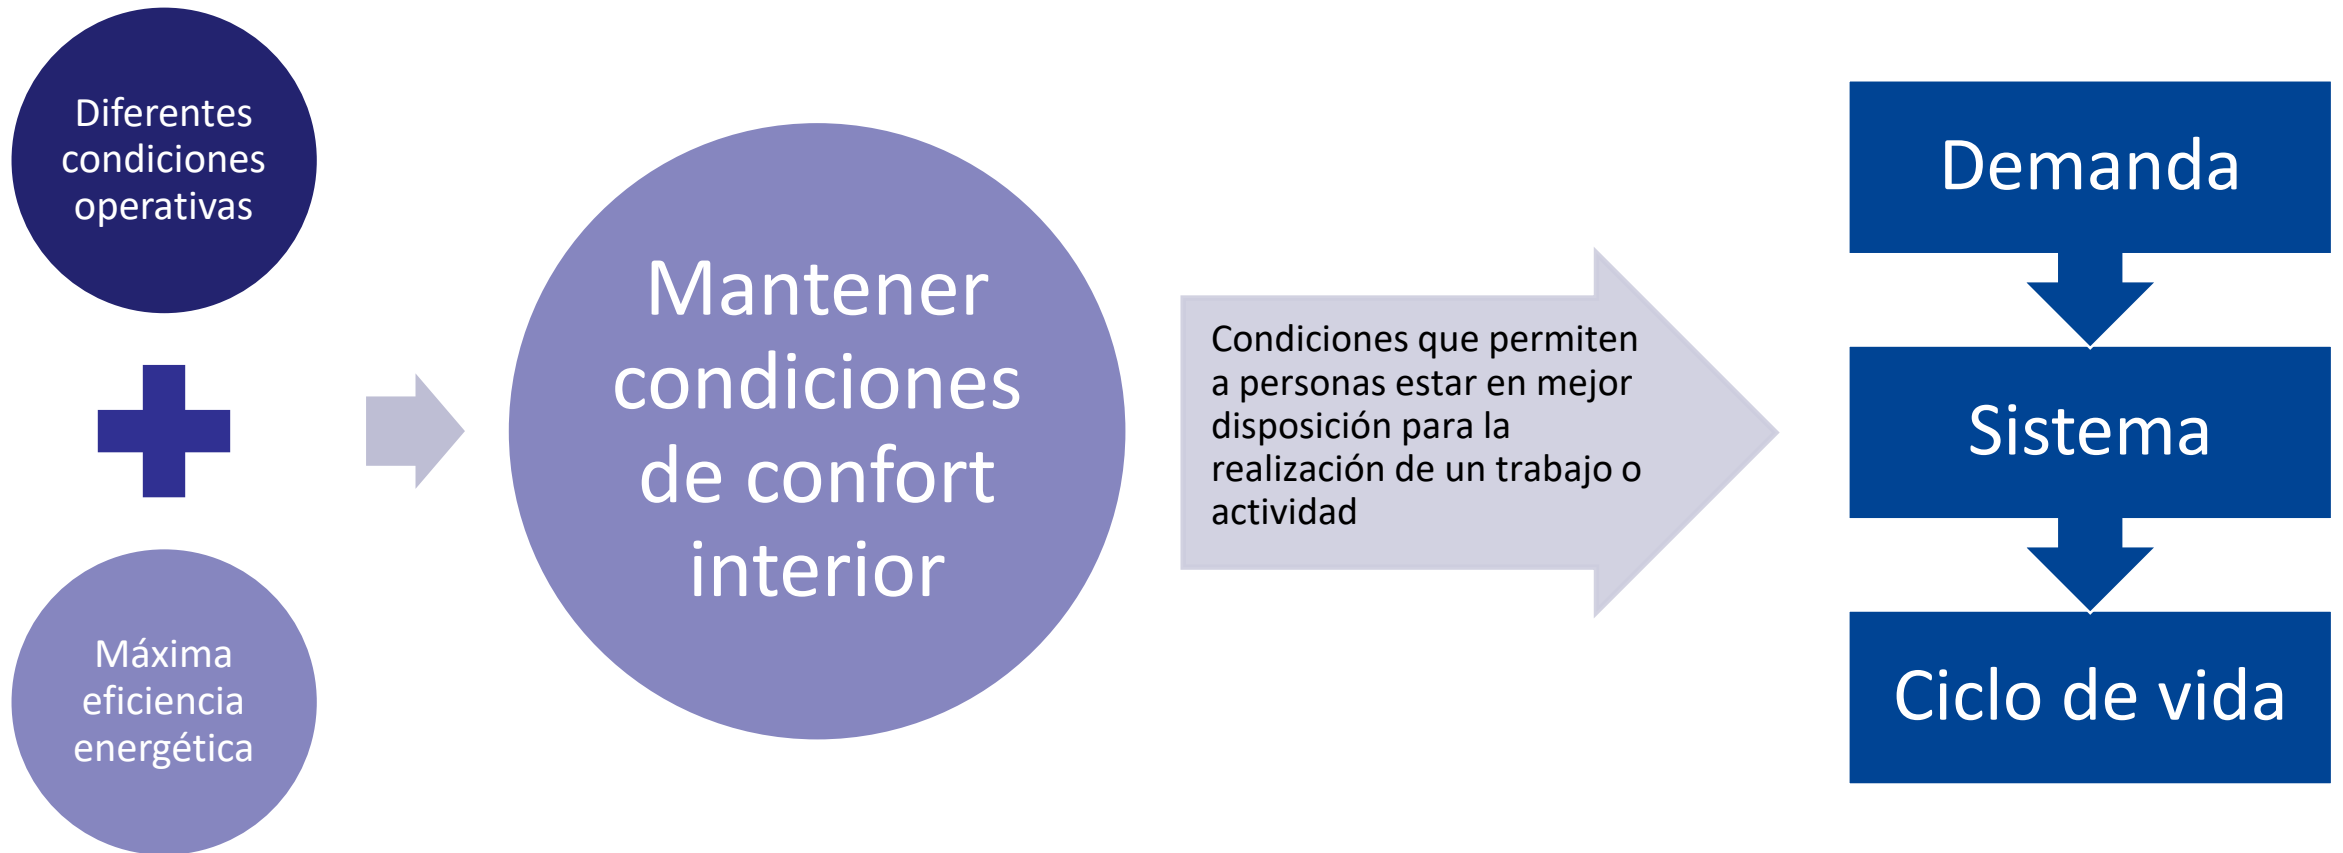 Diferentes
condiciones
operativas
Máxima
eficiencia
energética
Mantener
condiciones
de confort
interior
Condiciones que permiten
a personas estar en mejor
disposición para la
realización de un trabajo o
actividad
Demanda
Sistema
Ciclo de vida